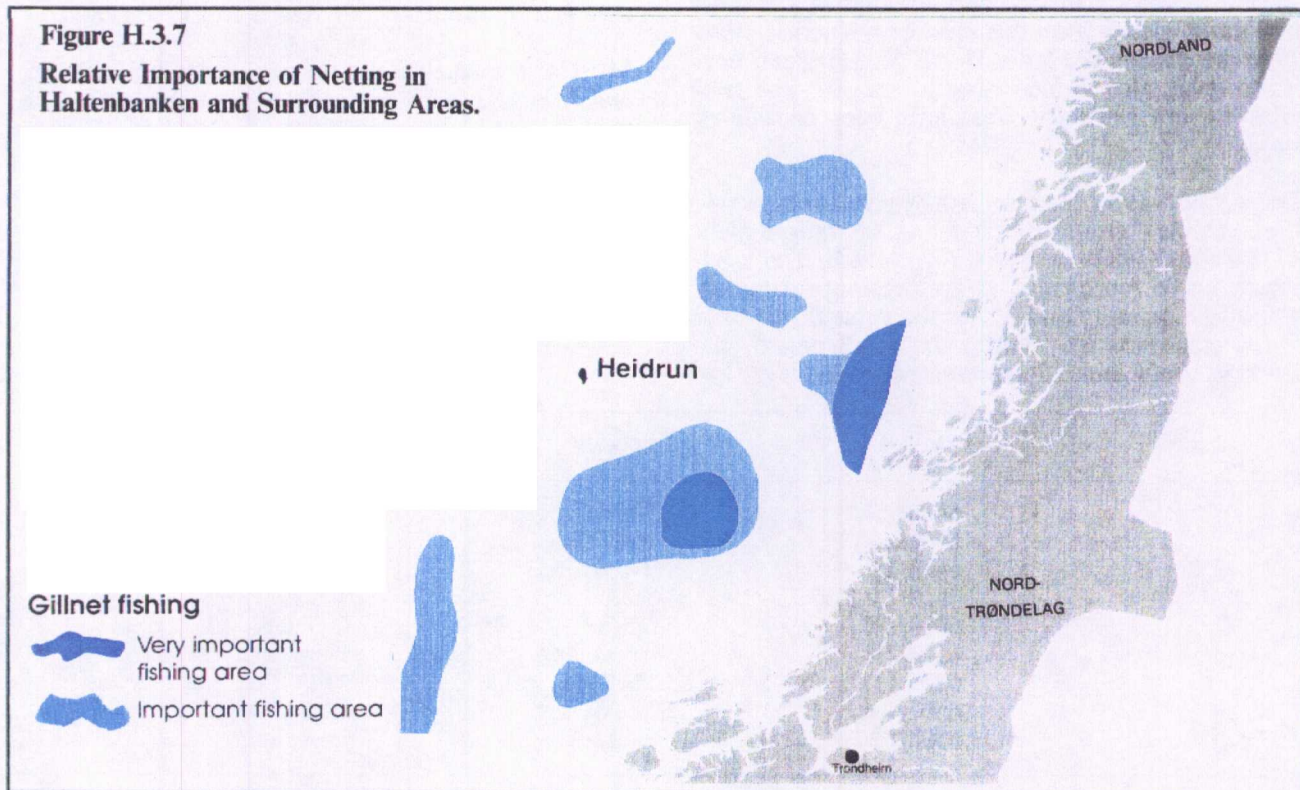 Figure H.3.7
Relative Importance of Netting in
Haltenbanken and Surrounding Areas.
NORDLAND
Heidrun
Gillnet fishing
Very important
fishing area
Important fishing area
NORD-
TRØNDELAG
Trondheim